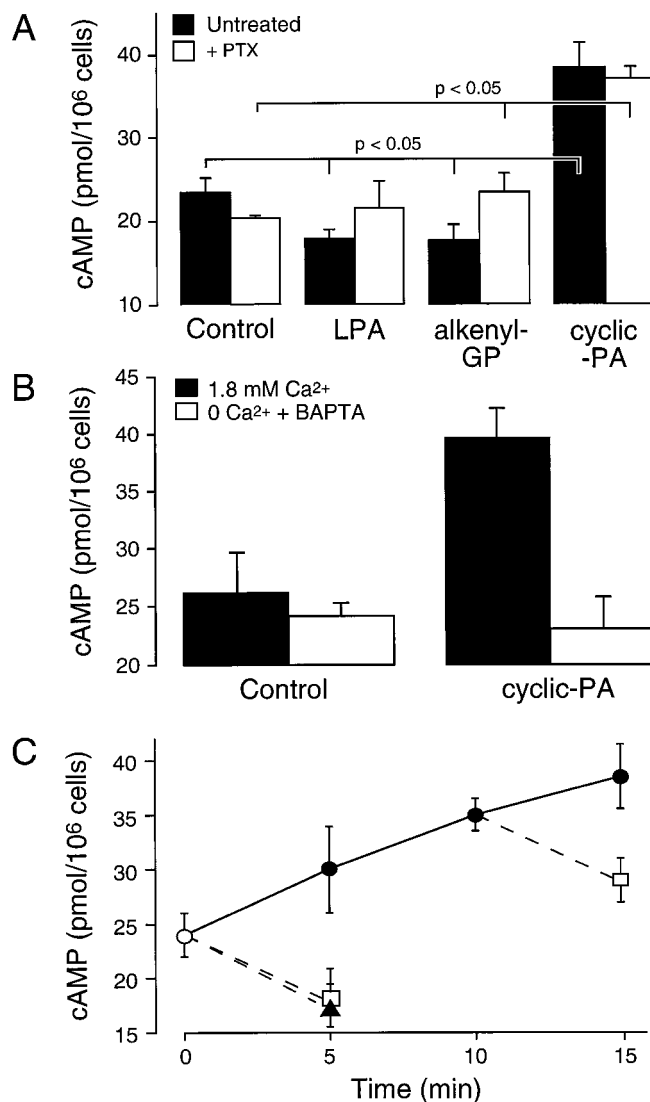 A
Untreated
+ PTX
cAMP (pmol/10⁶ cells)
40
30
20
10
p < 0.05
p < 0.05
Control
LPA
alkenyl-
GP
cyclic
-PA
B
1.8 mM Ca²⁺
0 Ca²⁺ + BAPTA
cAMP (pmol/10⁶ cells)
45
40
35
30
25
20
Control
cyclic-PA
C
cAMP (pmol/10⁶ cells)
40
35
30
25
20
15
0
5
10
15
Time (min)